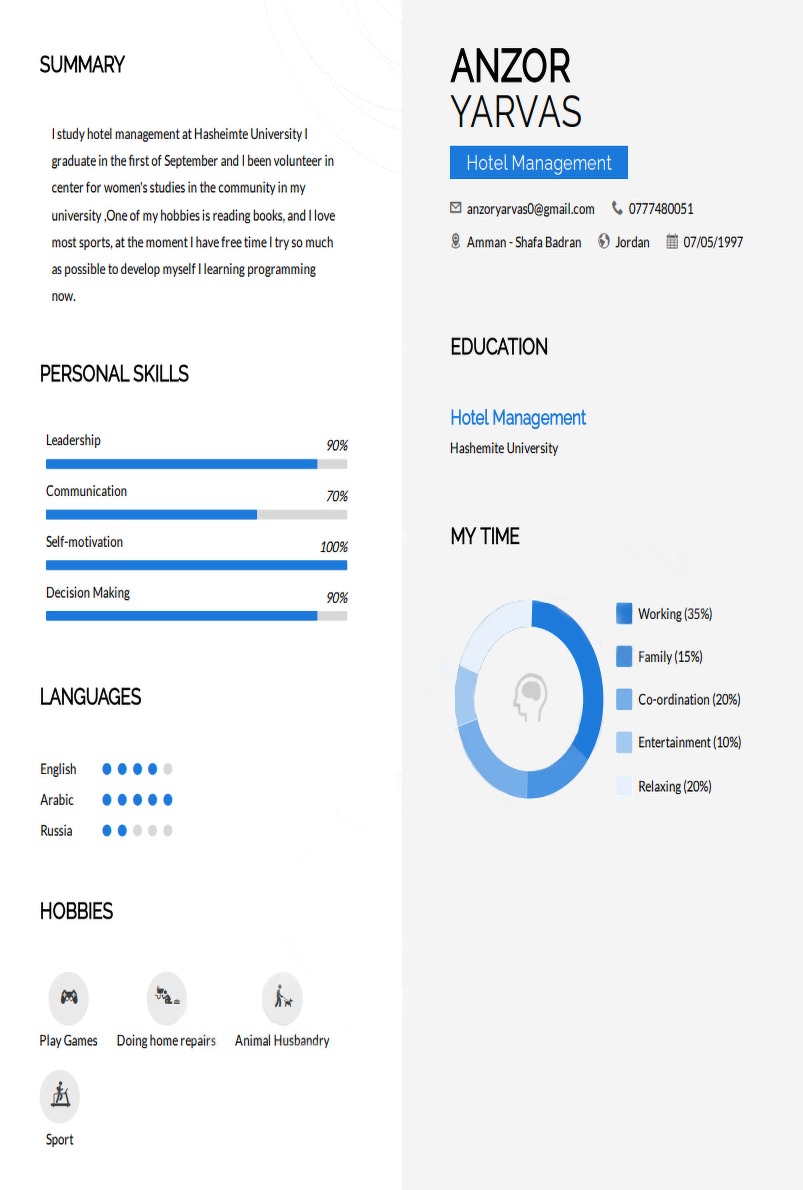 SUMMARY
I study hotel management at Hasheimte University I
graduate in the first of September and I been volunteer in
center for women's studies in the community in my
university ,One of my hobbies is reading books, and I love
most sports, at the moment I have free time I try so much
as possible to develop myself I learning programming
now.
PERSONAL SKILLS
Leadership 90%
Communication 70%
Self-motivation 100%
Decision Making 90%
LANGUAGES
English
Arabic
Russia
HOBBIES
Play Games Doing home repairs Animal Husbandry
Sport
ANZOR
YARVAS
Hotel Management
anzoryarvas0@gmail.com 0777480051
Amman - Shafa Badran Jordan 07/05/1997
EDUCATION
Hotel Management
Hashemite University
MY TIME
Working (35%)
Family (15%)
Co-ordination (20%)
Entertainment (10%)
Relaxing (20%)